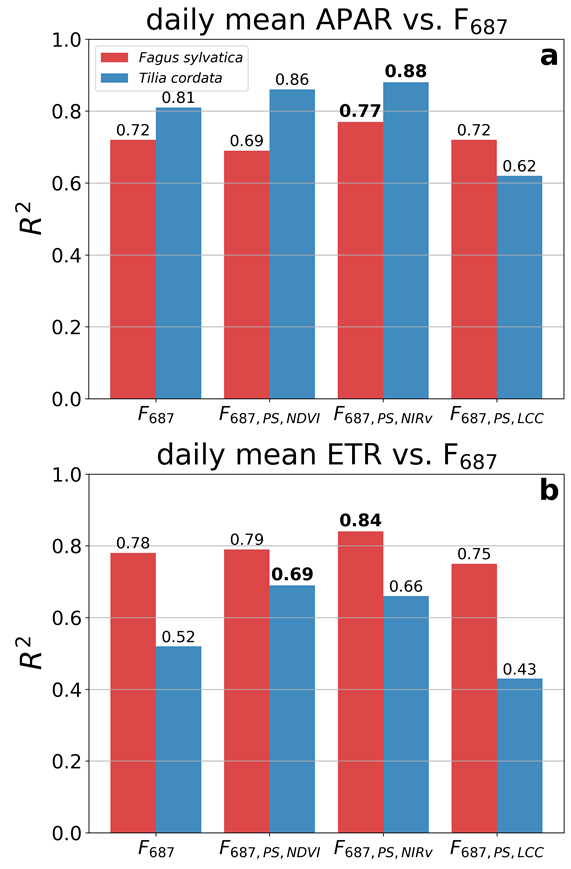 daily mean APAR vs. F687
a
Fagus sylvatica
Tilia cordata
R²
1.0
0.8
0.6
0.4
0.2
0.0
0.72
0.81
0.69
0.86
0.77
0.88
0.72
0.62
F687
F687, PS, NDVI
F687, PS, NIRv
F687, PS, LCC
daily mean ETR vs. F687
b
R²
1.0
0.8
0.6
0.4
0.2
0.0
0.78
0.52
0.79
0.69
0.84
0.66
0.75
0.43
F687
F687, PS, NDVI
F687, PS, NIRv
F687, PS, LCC